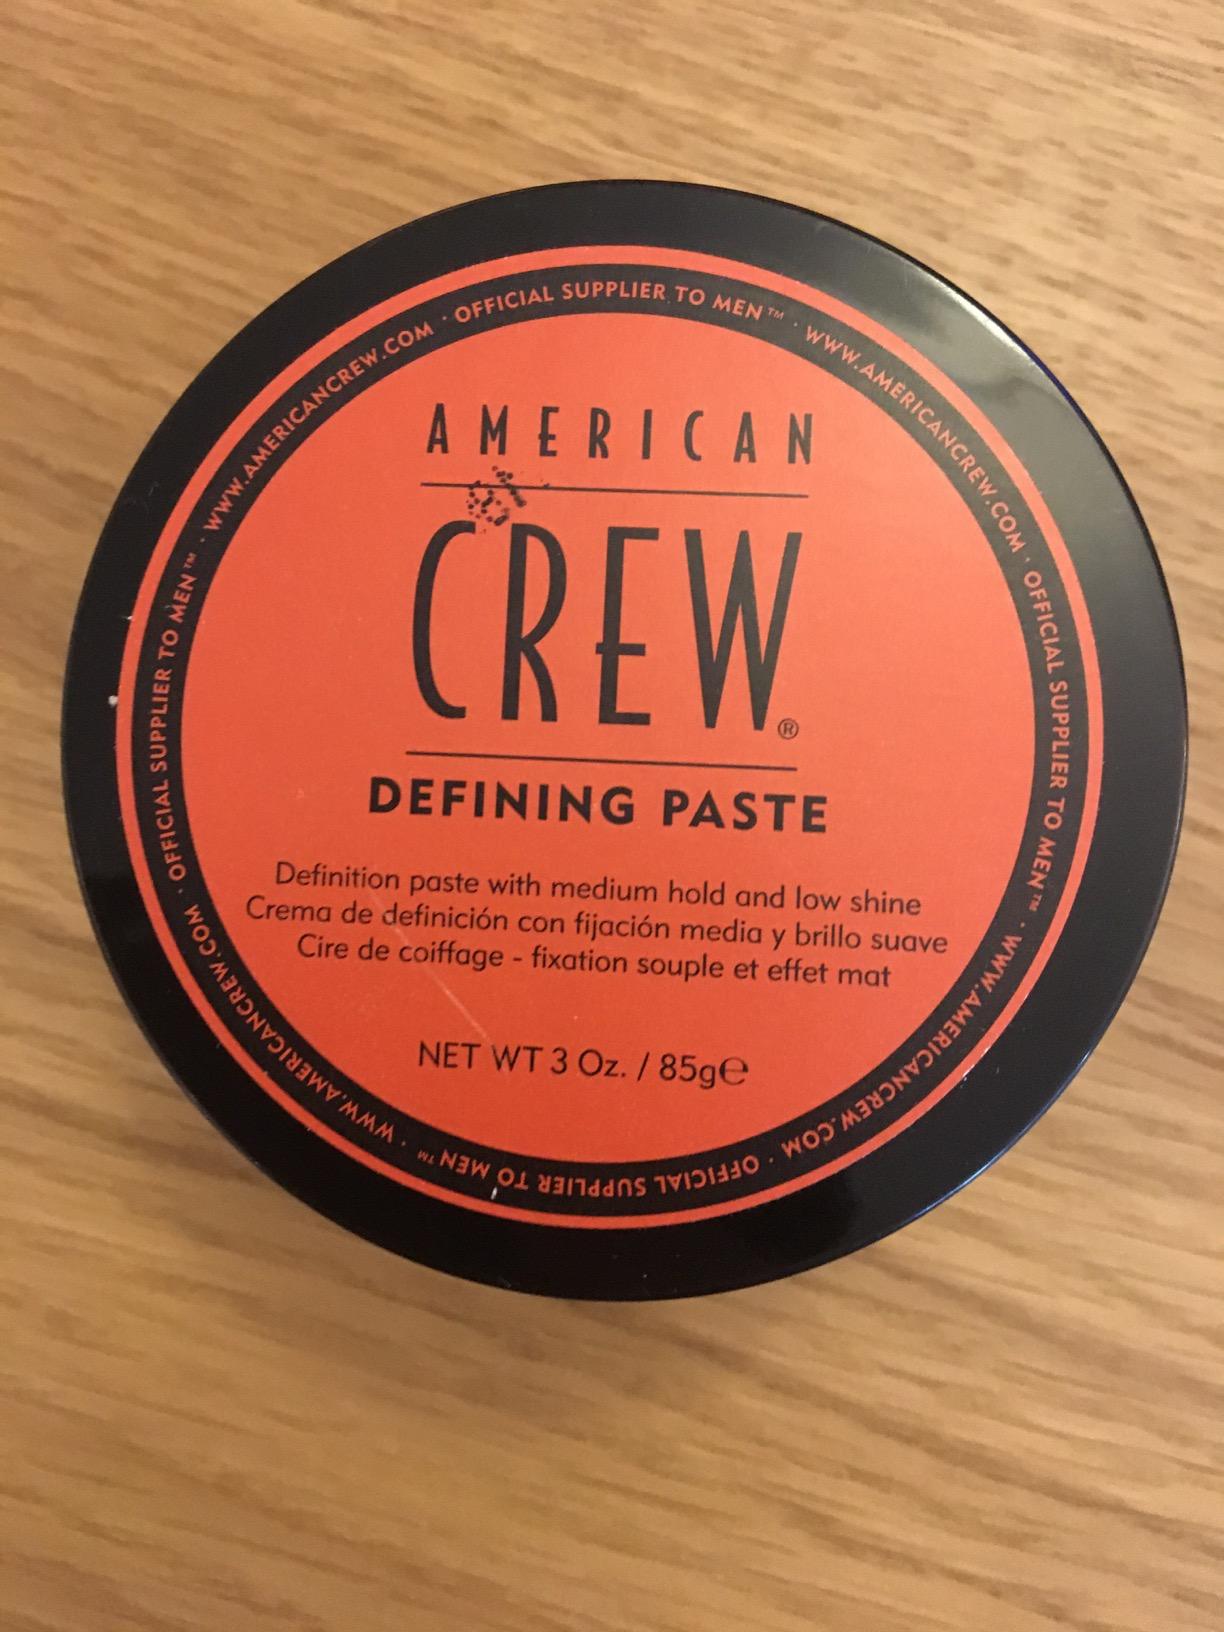 AMERICAN
CREW®
DEFINING PASTE
Definition paste with medium hold and low shine
Crema de definición con fijación media y brillo suave
Cire de coiffage - fixation souple et effet mat
NET WT 3 Oz. / 85g℮
OFFICIAL SUPPLIER TO MEN™ · WWW.AMERICANCREW.COM · OFFICIAL SUPPLIER TO MEN™ · WWW.AMERICANCREW.COM · OFFICIAL SUPPLIER TO MEN™ · WWW.AMERICANCREW.COM · OFFICIAL SUPPLIER TO MEN™ · WWW.AMERICANCREW.COM ·